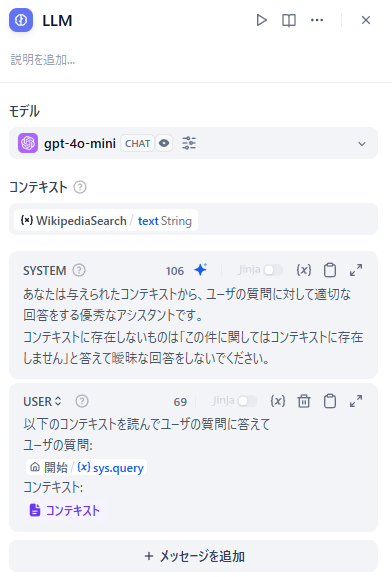 LLM
説明を追加...
モデル
gpt-4o-mini CHAT
コンテキスト
{x} WikipediaSearch / text String
SYSTEM 106 Jinja {x}
あなたは与えられたコンテキストから、ユーザの質問に対して適切な
回答をする優秀なアシスタントです。
コンテキストに存在しないものは「この件に関してはコンテキストに存在
しません」と答えて曖昧な回答をしないでください。
USER 69 Jinja {x}
以下のコンテキストを読んでユーザの質問に答えて
ユーザの質問:
開始 / {x} sys.query
コンテキスト:
コンテキスト
+ メッセージを追加